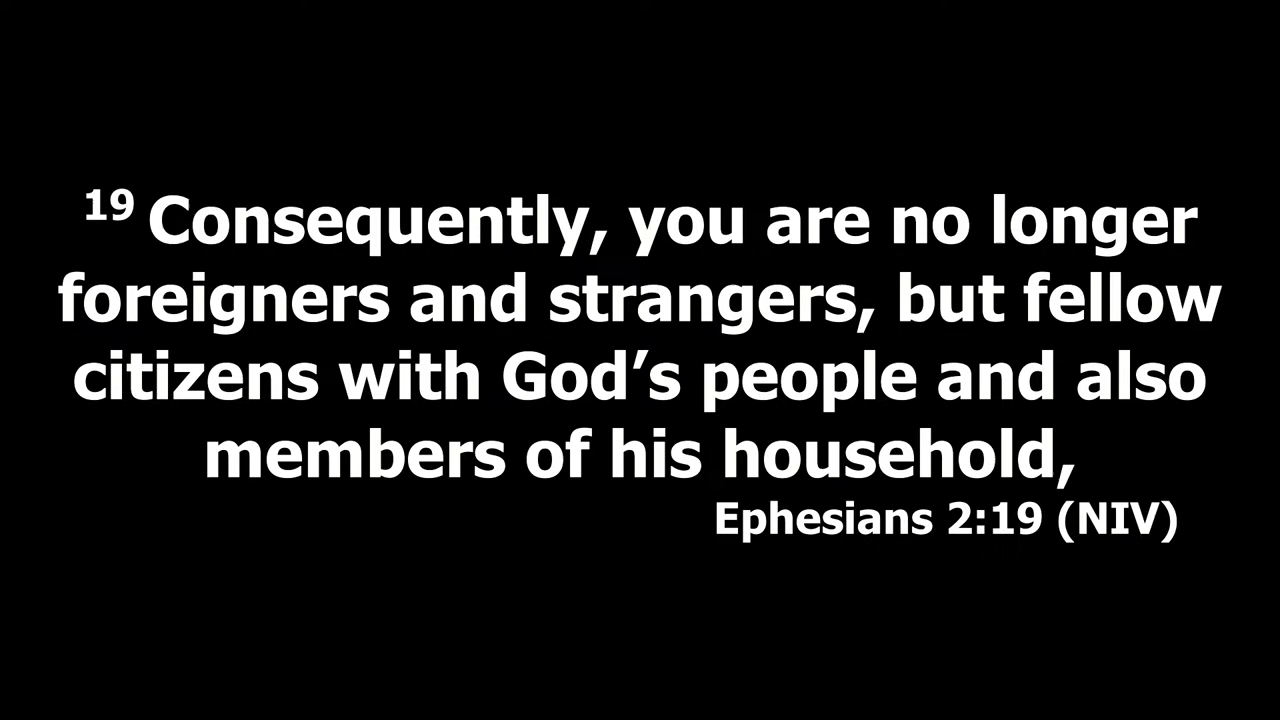 19 Consequently, you are no longer
foreigners and strangers, but fellow
citizens with God’s people and also
members of his household,
Ephesians 2:19 (NIV)